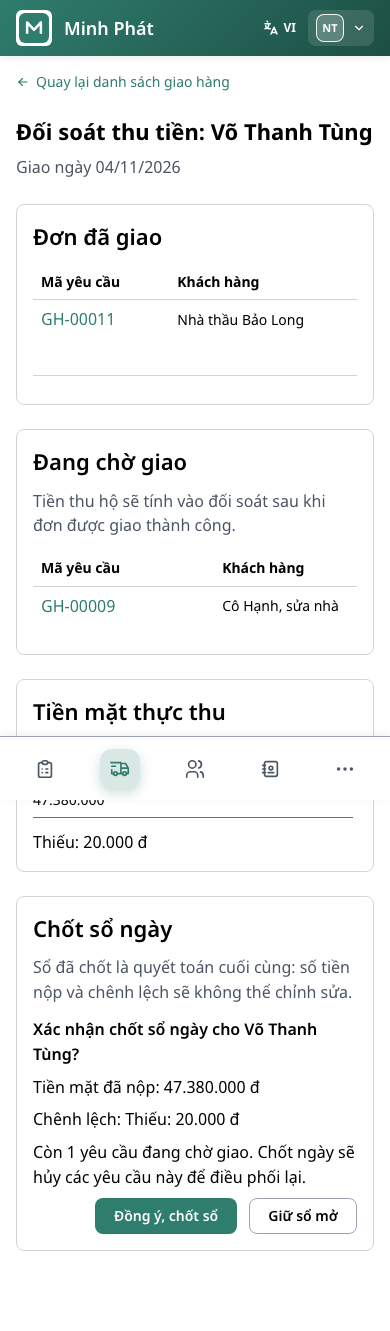 Minh Phát
VI
NT
Quay lại danh sách giao hàng
Đối soát thu tiền: Võ Thanh Tùng
Giao ngày 04/11/2026
Đơn đã giao
Mã yêu cầu Khách hàng
GH-00011 Nhà thầu Bảo Long
Đang chờ giao
Tiền thu hộ sẽ tính vào đối soát sau khi
đơn được giao thành công.
Mã yêu cầu Khách hàng
GH-00009 Cô Hạnh, sửa nhà
Tiền mặt thực thu
47.380.000
Thiếu: 20.000 đ
Chốt sổ ngày
Sổ đã chốt là quyết toán cuối cùng: số tiền
nộp và chênh lệch sẽ không thể chỉnh sửa.
Xác nhận chốt sổ ngày cho Võ Thanh
Tùng?
Tiền mặt đã nộp: 47.380.000 đ
Chênh lệch: Thiếu: 20.000 đ
Còn 1 yêu cầu đang chờ giao. Chốt ngày sẽ
hủy các yêu cầu này để điều phối lại.
Đồng ý, chốt sổ
Giữ sổ mở